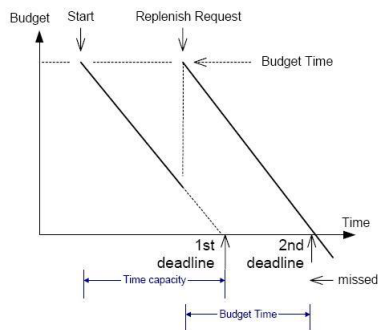 Budget
Start
Replenish Request
Budget Time
Time
1st
deadline
2nd
deadline
missed
Time capacity
Budget Time